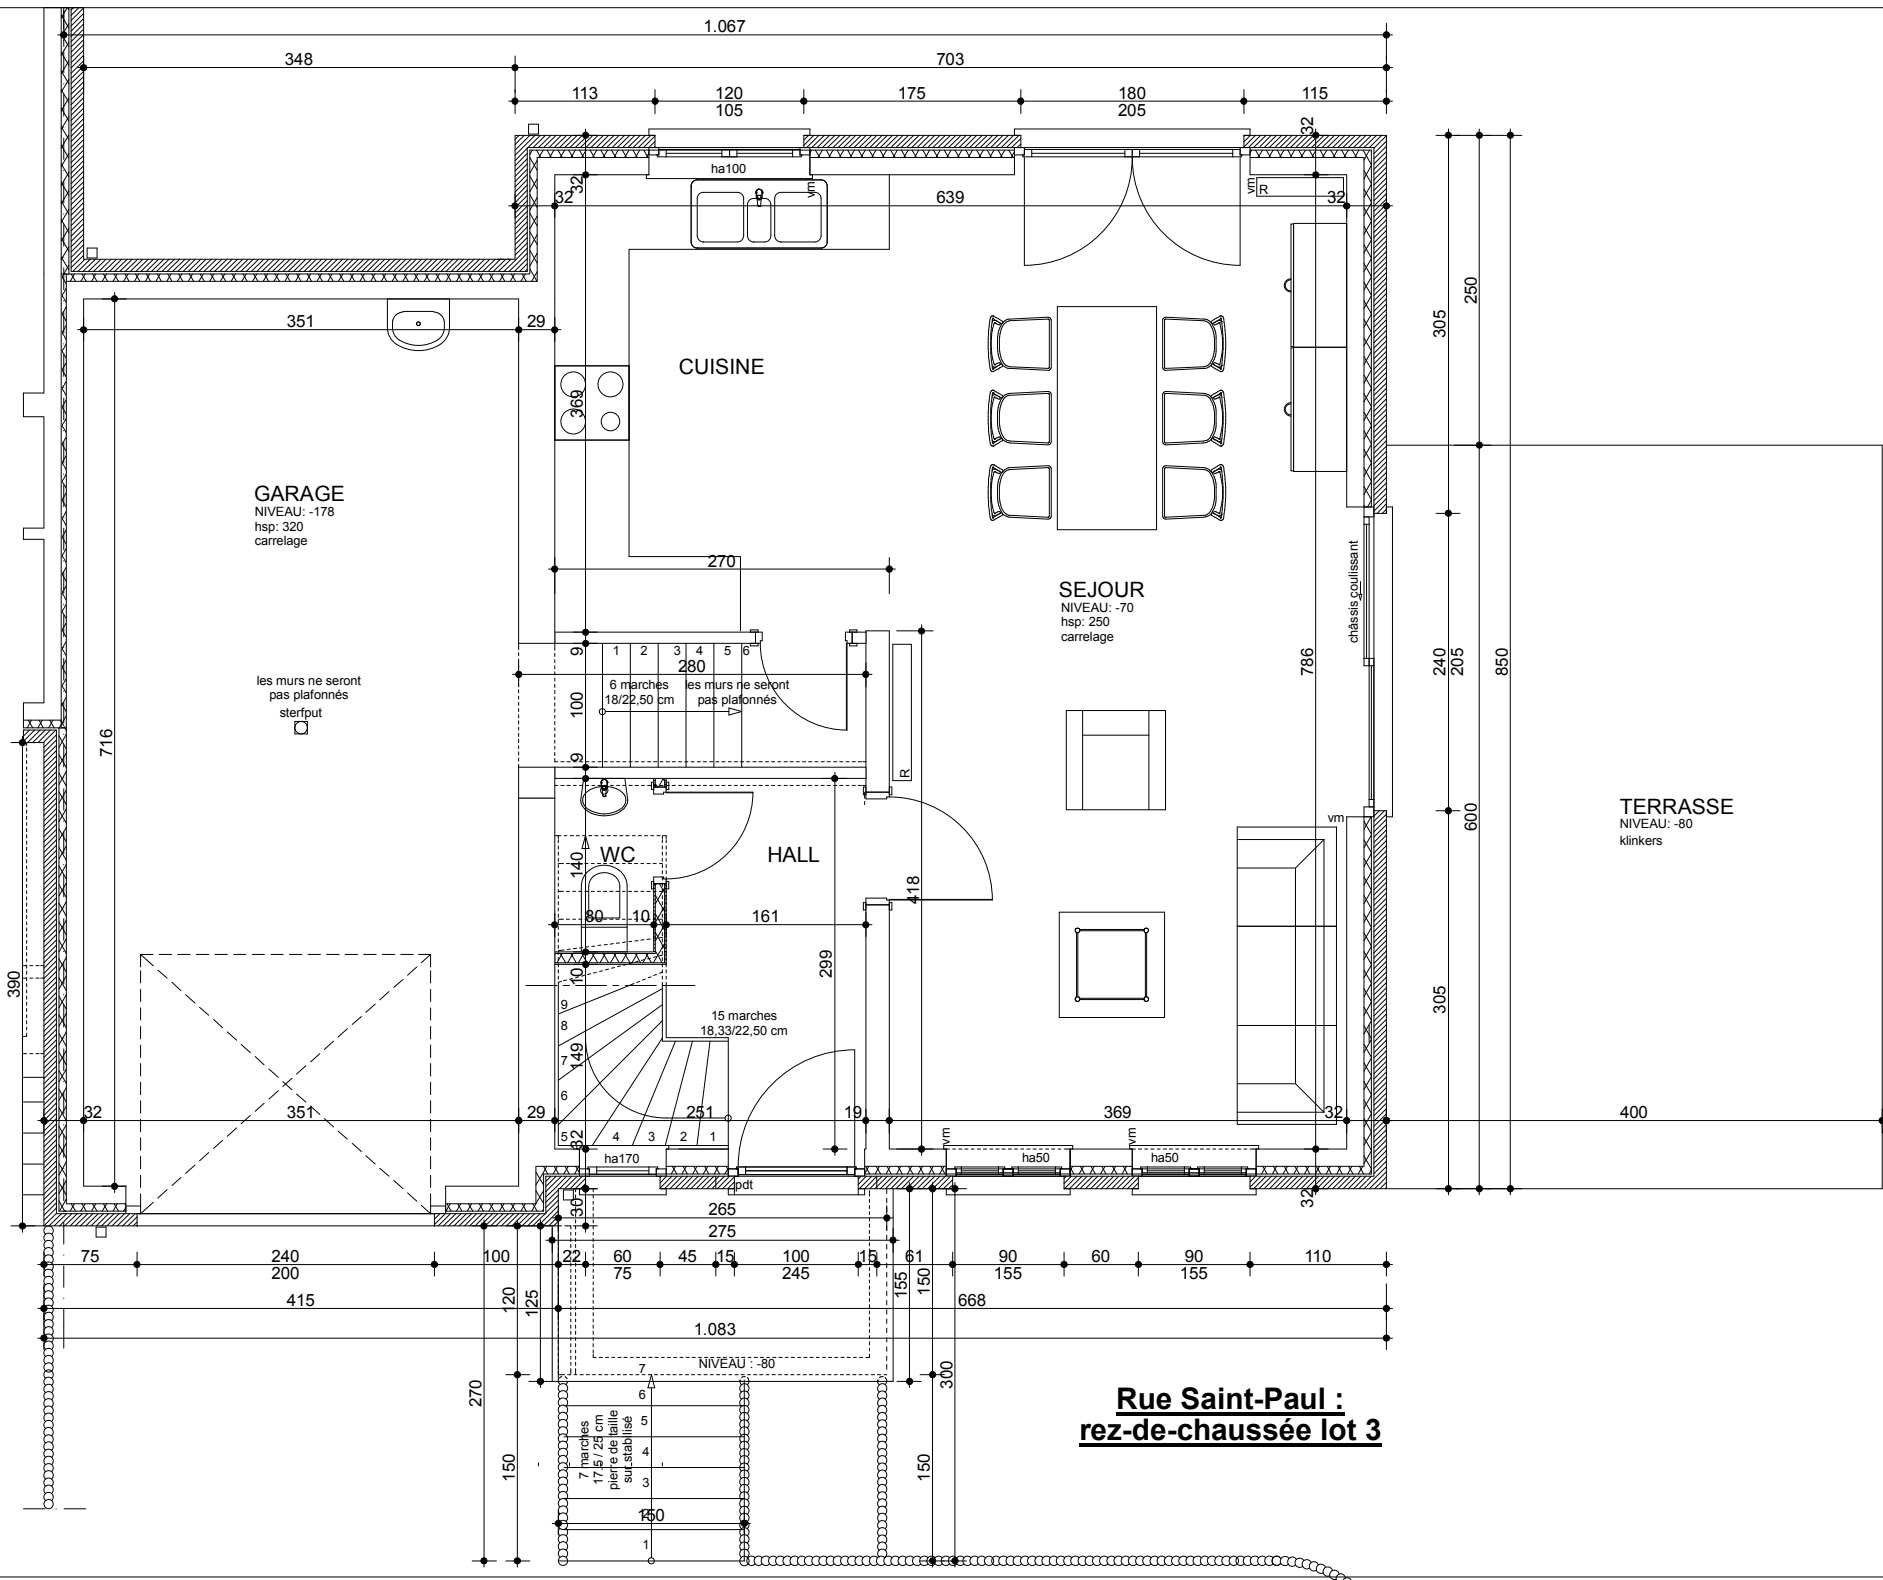 1.067
348
703
113
120
175
180
115
105
205
32
ha100
vm
vm
R
32
32
639
32
351
29
250
305
369
CUISINE
GARAGE
NIVEAU: -178
hsp: 320
carrelage
270
SEJOUR
NIVEAU: -70
hsp: 250
carrelage
châssis coulissant
9
1
2
3
4
5
6
280
6 marches
18/22,50 cm
les murs ne seront
pas plafonnés
les murs ne seront
pas plafonnés
sterfput
100
716
786
240
205
850
9
R
TERRASSE
NIVEAU: -80
klinkers
600
vm
WC
HALL
140
418
80
10
161
299
10
390
305
9
8
7
6
5
4
3
2
1
149
15 marches
18,33/22,50 cm
32
351
29
251
19
369
32
400
32
ha170
vm
ha50
vm
ha50
pdt
30
32
265
275
75
240
100
22
60
45
15
100
15
61
90
60
90
110
200
75
245
155
155
120
125
155
150
415
668
1.083
NIVEAU : -80
270
300
7
6
5
4
3
2
1
7 marches
17,5 / 25 cm
pierre de taille
sur stabilisé
150
150
150
Rue Saint-Paul :
rez-de-chaussée lot 3